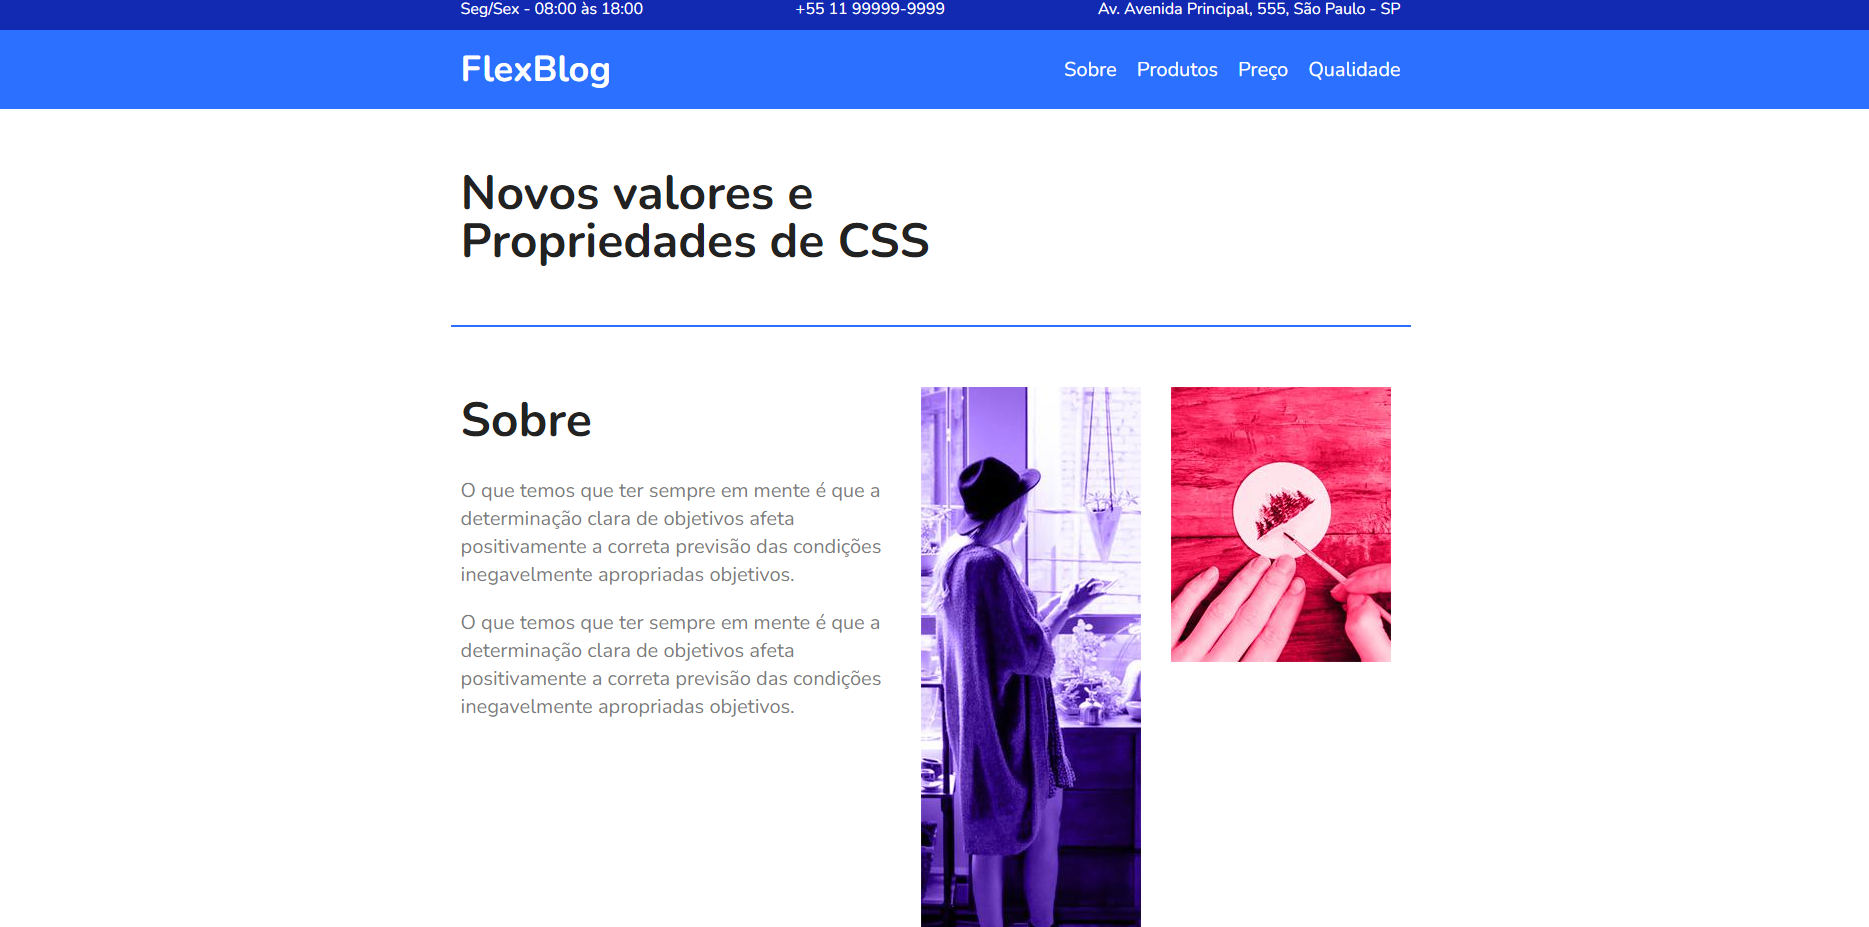 Seg/Sex - 08:00 às 18:00
+55 11 99999-9999
Av. Avenida Principal, 555, São Paulo - SP
FlexBlog
Sobre Produtos Preço Qualidade
Novos valores e
Propriedades de CSS
Sobre
O que temos que ter sempre em mente é que a
determinação clara de objetivos afeta
positivamente a correta previsão das condições
inegavelmente apropriadas objetivos.
O que temos que ter sempre em mente é que a
determinação clara de objetivos afeta
positivamente a correta previsão das condições
inegavelmente apropriadas objetivos.